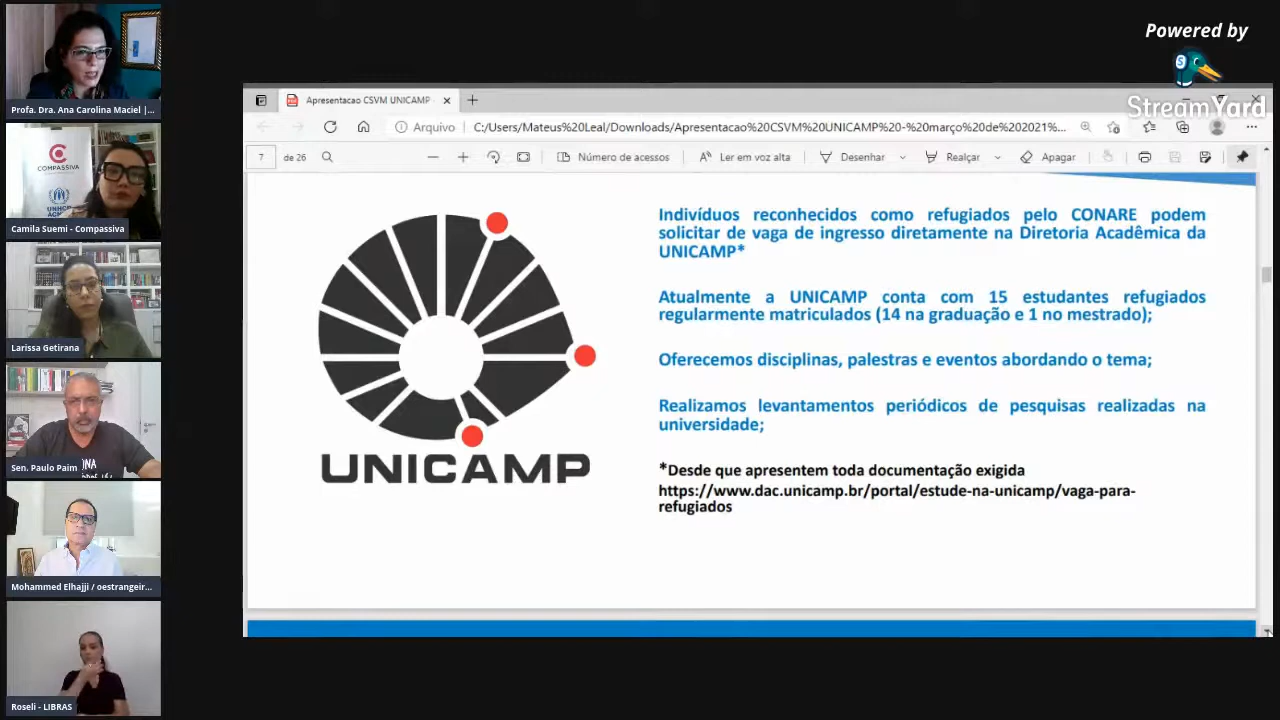 Powered by
StreamYard
Profa. Dra. Ana Carolina Maciel |...
COMPASSIVA
UNHCR
Camila Suemi - Compassiva
Larissa Getirana
Sen. Paulo Paim
Mohammed Elhajji / oestrangeir...
Roseli - LIBRAS
Apresentacao CSVM UNICAMP
Arquivo
C:/Users/Mateus%20Leal/Downloads/Apresentacao%20CSVM%20UNICAMP%20-%20março%20de%202021%...
7 de 26
Número de acessos
Ler em voz alta
Desenhar
Realçar
Apagar
UNICAMP
Indivíduos reconhecidos como refugiados pelo CONARE podem
solicitar de vaga de ingresso diretamente na Diretoria Acadêmica da
UNICAMP*
Atualmente a UNICAMP conta com 15 estudantes refugiados
regularmente matriculados (14 na graduação e 1 no mestrado);
Oferecemos disciplinas, palestras e eventos abordando o tema;
Realizamos levantamentos periódicos de pesquisas realizadas na
universidade;
*Desde que apresentem toda documentação exigida
https://www.dac.unicamp.br/portal/estude-na-unicamp/vaga-para-
refugiados